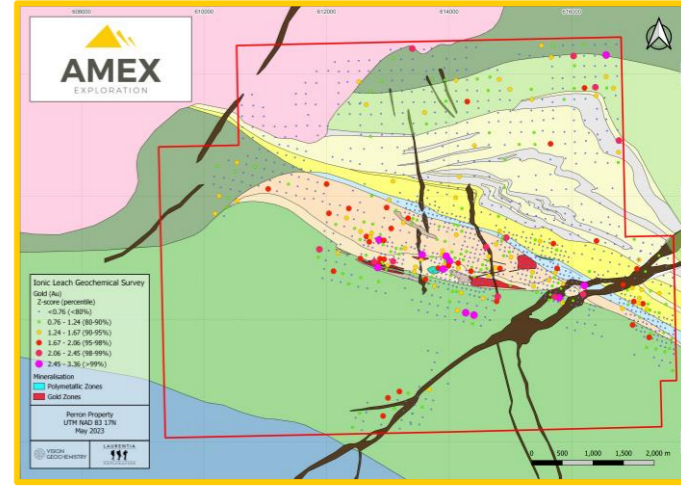 608000 610000 612000 614000 616000
AMEX
EXPLORATION
Ionic Leach Geochemical Survey
Gold (Au)
Z-score (percentile)
<0.76 (<80%)
0.76 - 1.24 (80-90%)
1.24 - 1.67 (90-95%)
1.67 - 2.06 (95-98%)
2.06 - 2.45 (98-99%)
2.45 - 3.36 (>99%)
Mineralisation
Polymetallic Zones
Gold Zones
Perron Property
UTM NAD 83 17N
May 2023
VISION
GEOCHEMISTRY
LAURENTIA
EXPLORATION
0 500 1,000 1,500 2,000 m